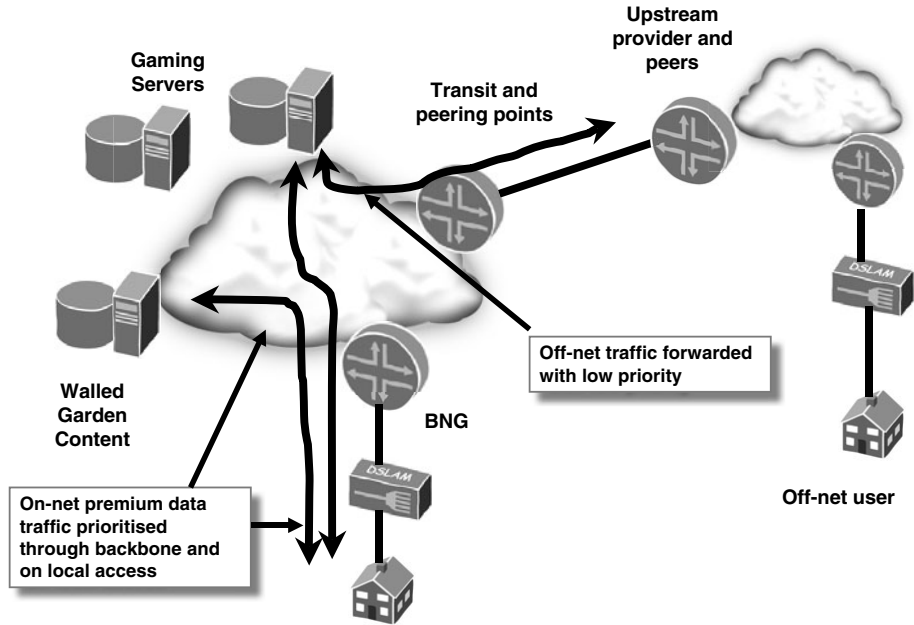 Upstream
provider and
peers
Gaming
Servers
Transit and
peering points
DSLAM
Off-net traffic forwarded
with low priority
Walled
Garden
Content
BNG
DSLAM
Off-net user
On-net premium data
traffic prioritised
through backbone and
on local access